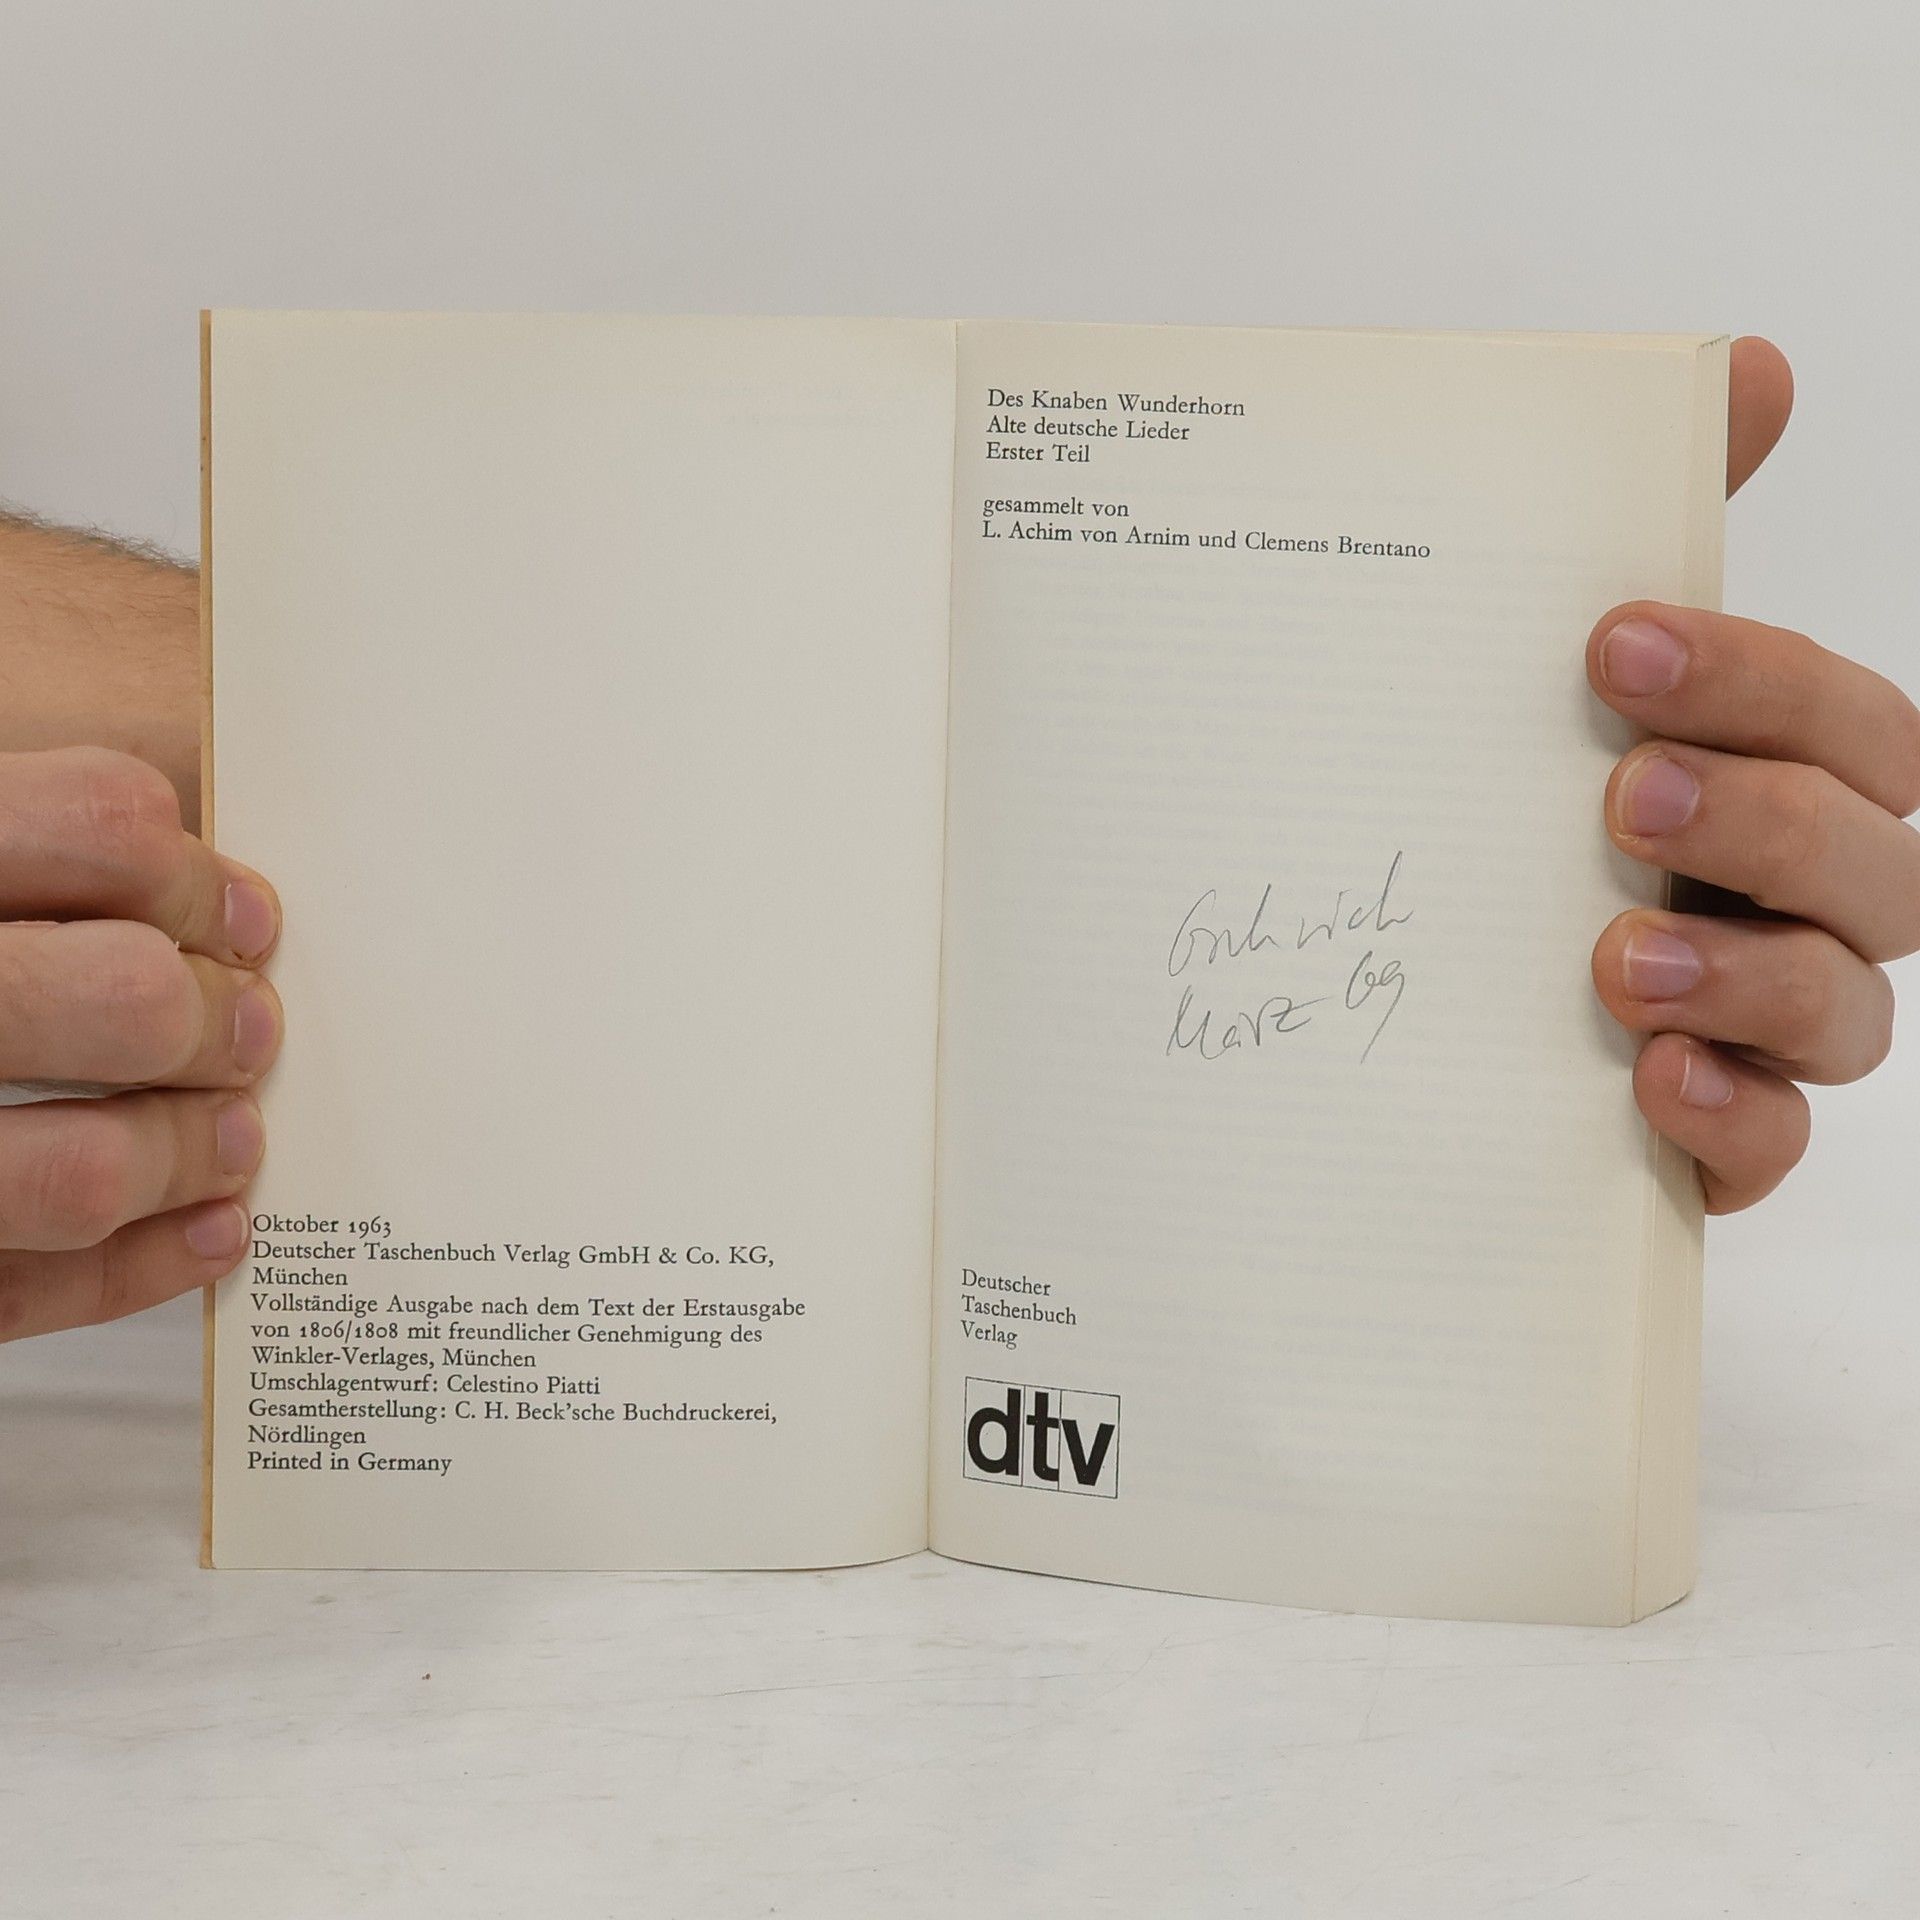 Oktober 1963
Deutscher Taschenbuch Verlag GmbH & Co. KG,
München
Vollständige Ausgabe nach dem Text der Erstausgabe
von 1806/1808 mit freundlicher Genehmigung des
Winkler-Verlages, München
Umschlagentwurf: Celestino Piatti
Gesamtherstellung: C. H. Beck'sche Buchdruckerei,
Nördlingen
Printed in Germany
Des Knaben Wunderhorn
Alte deutsche Lieder
Erster Teil
gesammelt von
L. Achim von Arnim und Clemens Brentano
März 69
Deutscher
Taschenbuch
Verlag
dtv